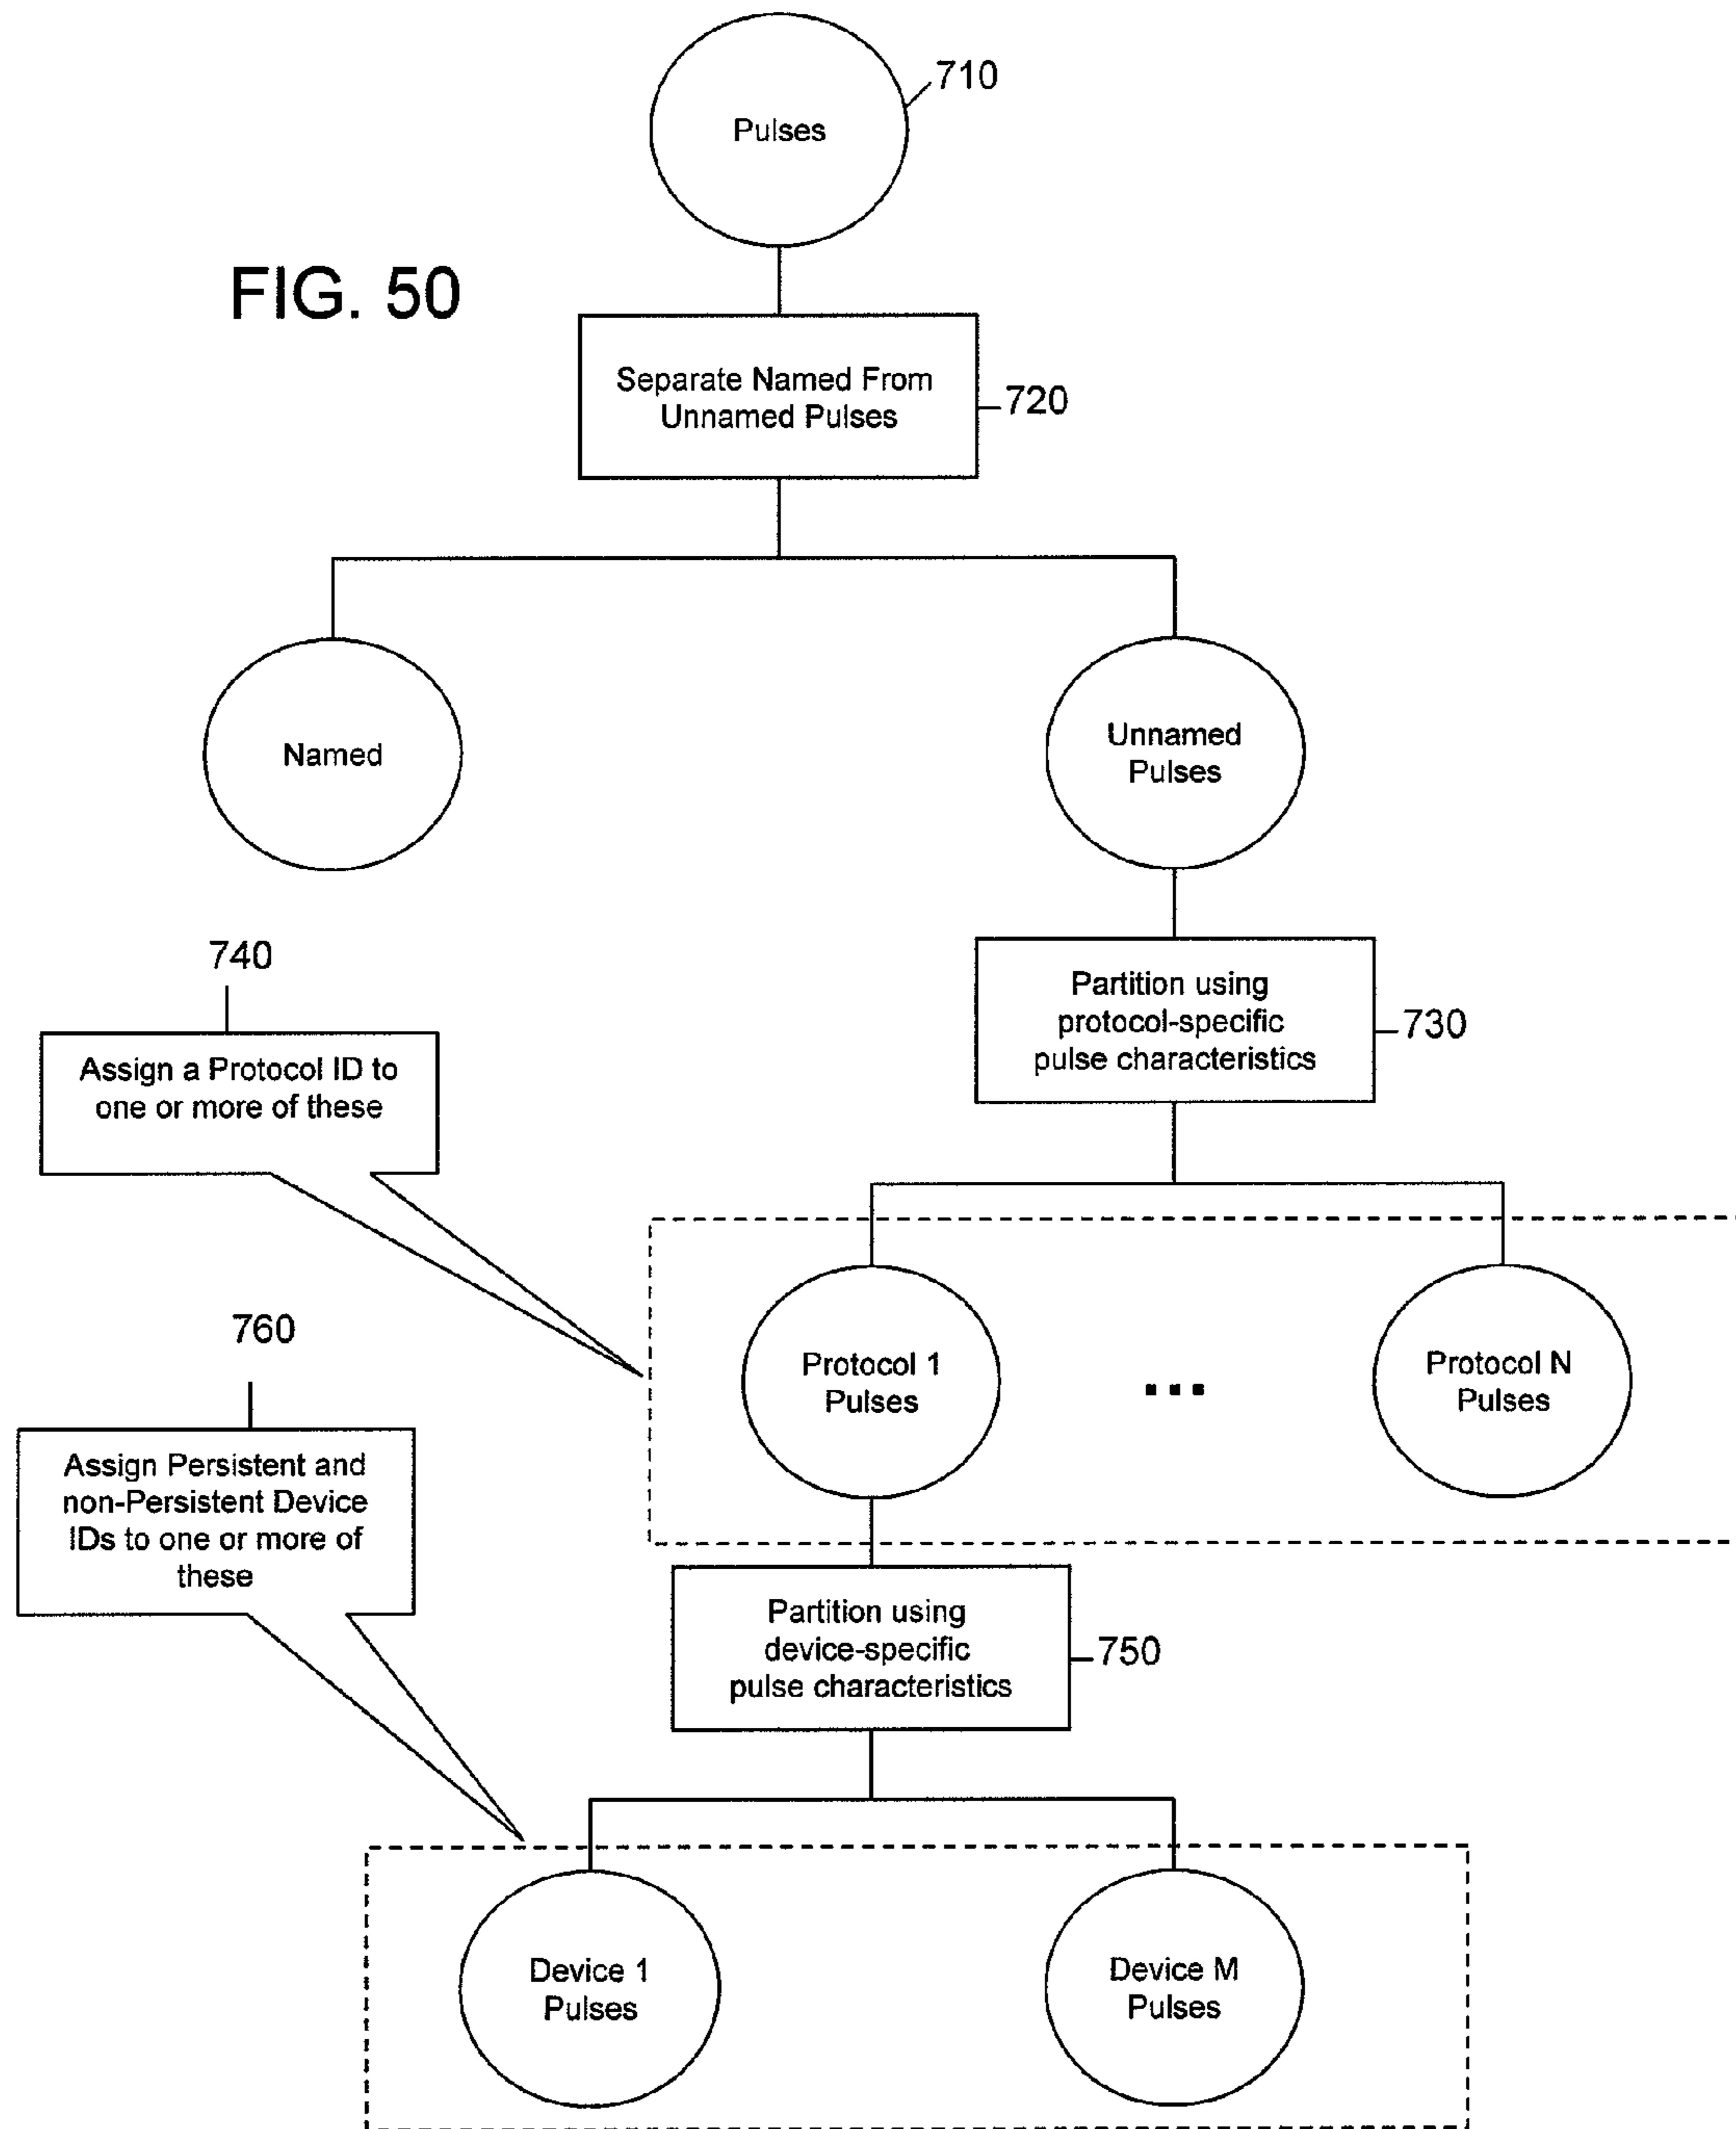 710
Pulses
FIG. 50
Separate Named From
Unnamed Pulses
720
Named
Unnamed
Pulses
740
Assign a Protocol ID to
one or more of these
Partition using
protocol-specific
pulse characteristics
730
760
Assign Persistent and
non-Persistent Device
IDs to one or more of
these
Protocol 1
Pulses
...
Protocol N
Pulses
Partition using
device-specific
pulse characteristics
750
Device 1
Pulses
Device M
Pulses